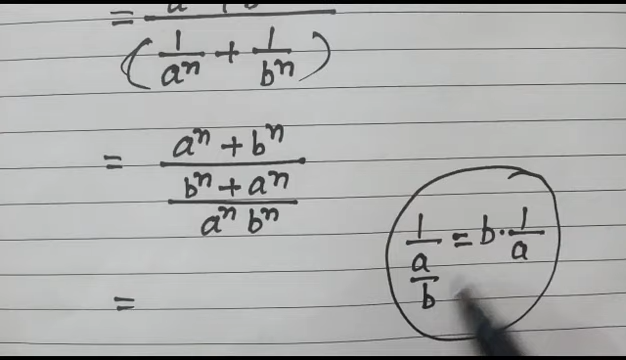 = (1/aⁿ + 1/bⁿ)
= (aⁿ + bⁿ) / ((bⁿ + aⁿ) / (aⁿ bⁿ))
1/(a/b) = b · 1/a
=